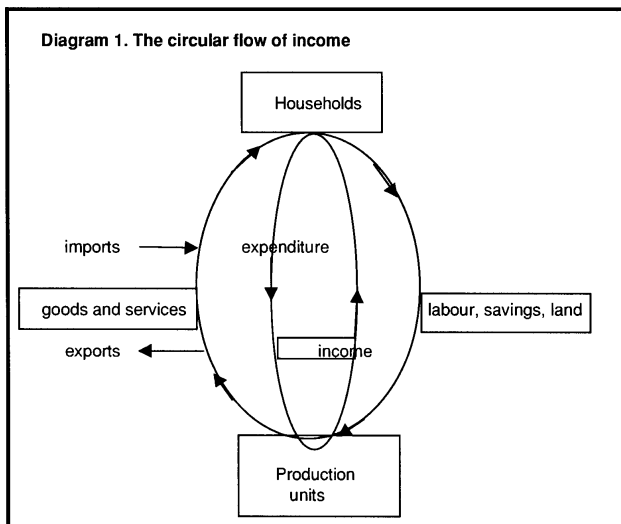 Diagram 1. The circular flow of income
Households
imports
expenditure
goods and services
labour, savings, land
exports
income
Production
units